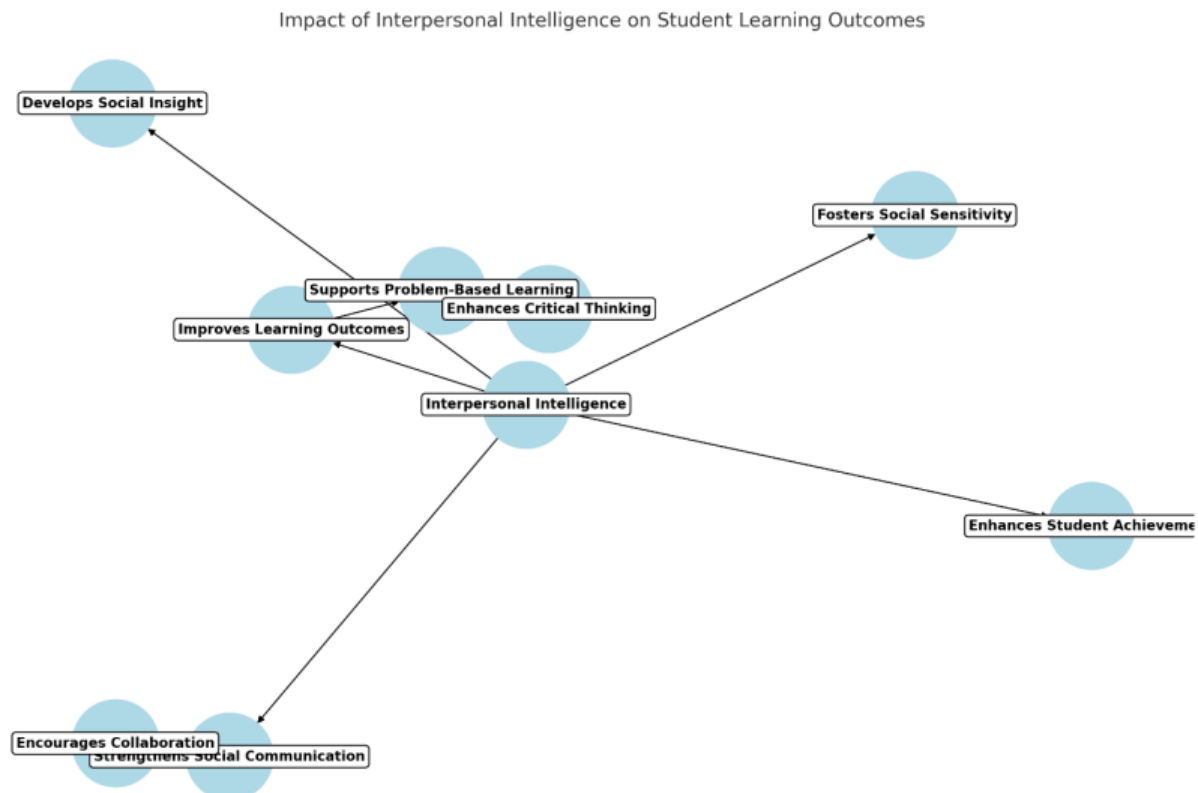 Impact of Interpersonal Intelligence on Student Learning Outcomes
Develops Social Insight
Fosters Social Sensitivity
Supports Problem-Based Learning
Enhances Critical Thinking
Improves Learning Outcomes
Interpersonal Intelligence
Enhances Student Achieveme
Encourages Collaboration
Strengthens Social Communication